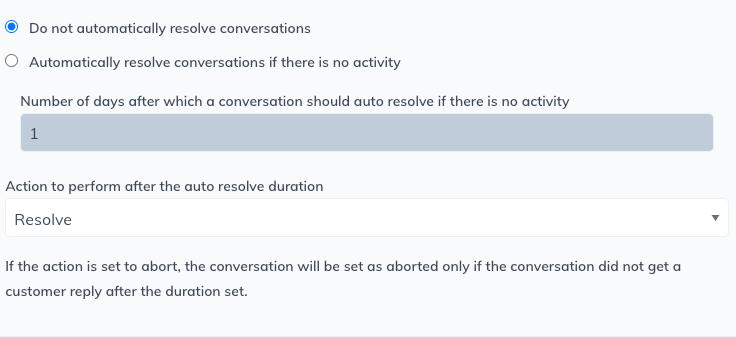 Do not automatically resolve conversations
Automatically resolve conversations if there is no activity
Number of days after which a conversation should auto resolve if there is no activity
1
Action to perform after the auto resolve duration
Resolve
If the action is set to abort, the conversation will be set as aborted only if the conversation did not get a
customer reply after the duration set.